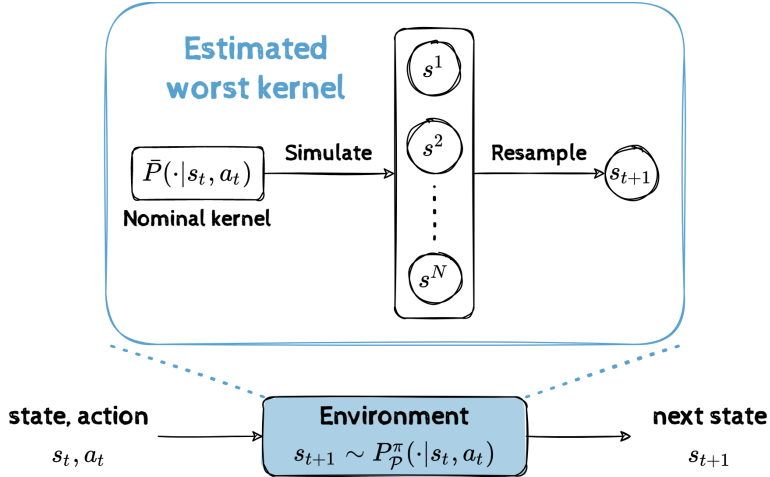 Estimated
worst kernel
s^1
s^2
s^N
P̄(·|s_t, a_t)
Simulate
Resample
s_{t+1}
Nominal kernel
state, action
s_t, a_t
Environment
s_{t+1} ∼ P^π_𝒫(·|s_t, a_t)
next state
s_{t+1}